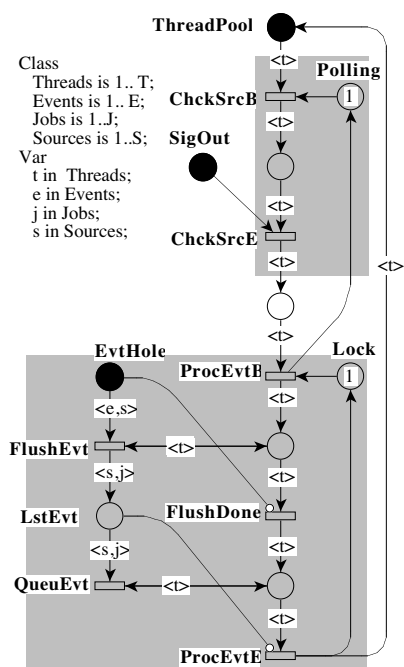 ThreadPool
<t>
Class
Threads is 1.. T;
Events is 1.. E;
Jobs is 1..J;
Sources is 1..S;
Var
t in Threads;
e in Events;
j in Jobs;
s in Sources;
Polling
ChckSrcB
1
<t>
SigOut
<t>
ChckSrcE
<t>
<t>
<t>
EvtHole
Lock
ProcEvtB
1
<t>
<e,s>
FlushEvt
<t>
<s,j>
<t>
LstEvt
FlushDone
<t>
<s,j>
QueuEvt
<t>
<t>
ProcEvtE